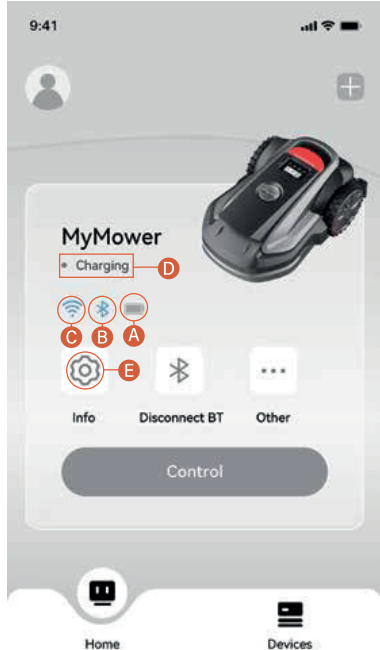 9:41
MyMower
Charging D
C B A
E
Info Disconnect BT Other
Control
Home Devices